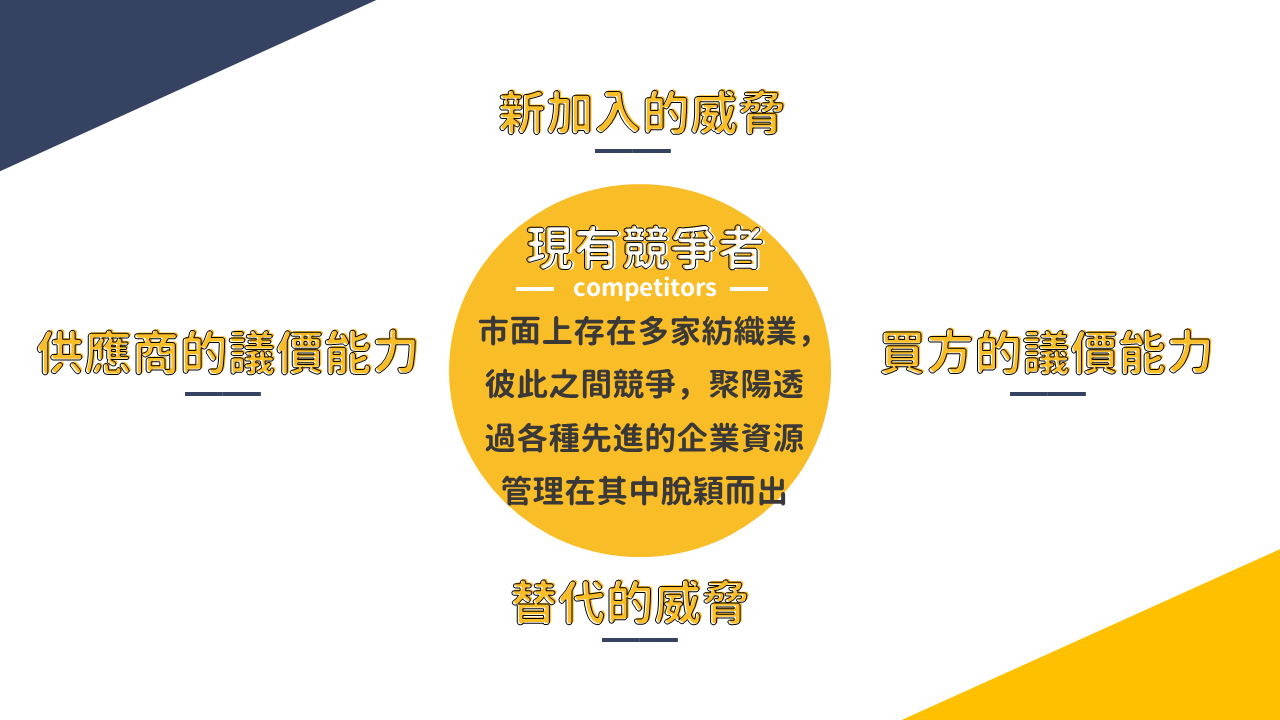 新加入的威脅
現有競爭者
competitors
市面上存在多家紡織業，
彼此之間競爭，聚陽透
過各種先進的企業資源
管理在其中脫穎而出
供應商的議價能力
買方的議價能力
替代的威脅